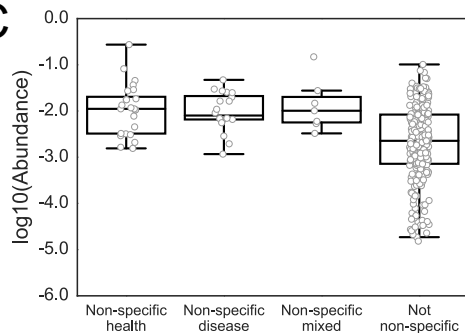 C
0.0
-1.0
-2.0
-3.0
-4.0
-5.0
-6.0
log10(Abundance)
Non-specific health
Non-specific disease
Non-specific mixed
Not non-specific